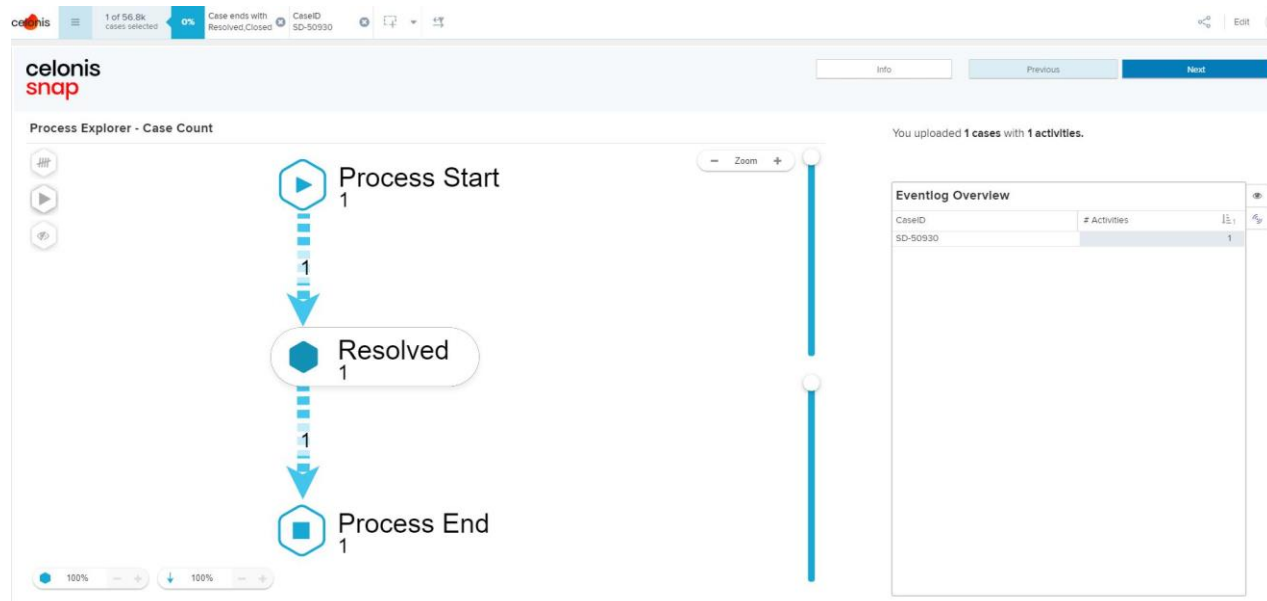 celonis
1 of 56.8k
cases selected
0%
Case ends with
Resolved,Closed
CaseID
SD-50930
Edit
celonis
snap
Info
Previous
Next
Process Explorer - Case Count
You uploaded 1 cases with 1 activities.
− Zoom +
Process Start
1
1
Resolved
1
1
Process End
1
Eventlog Overview
CaseID
# Activities
1
SD-50930
1
100% − +
100% − +